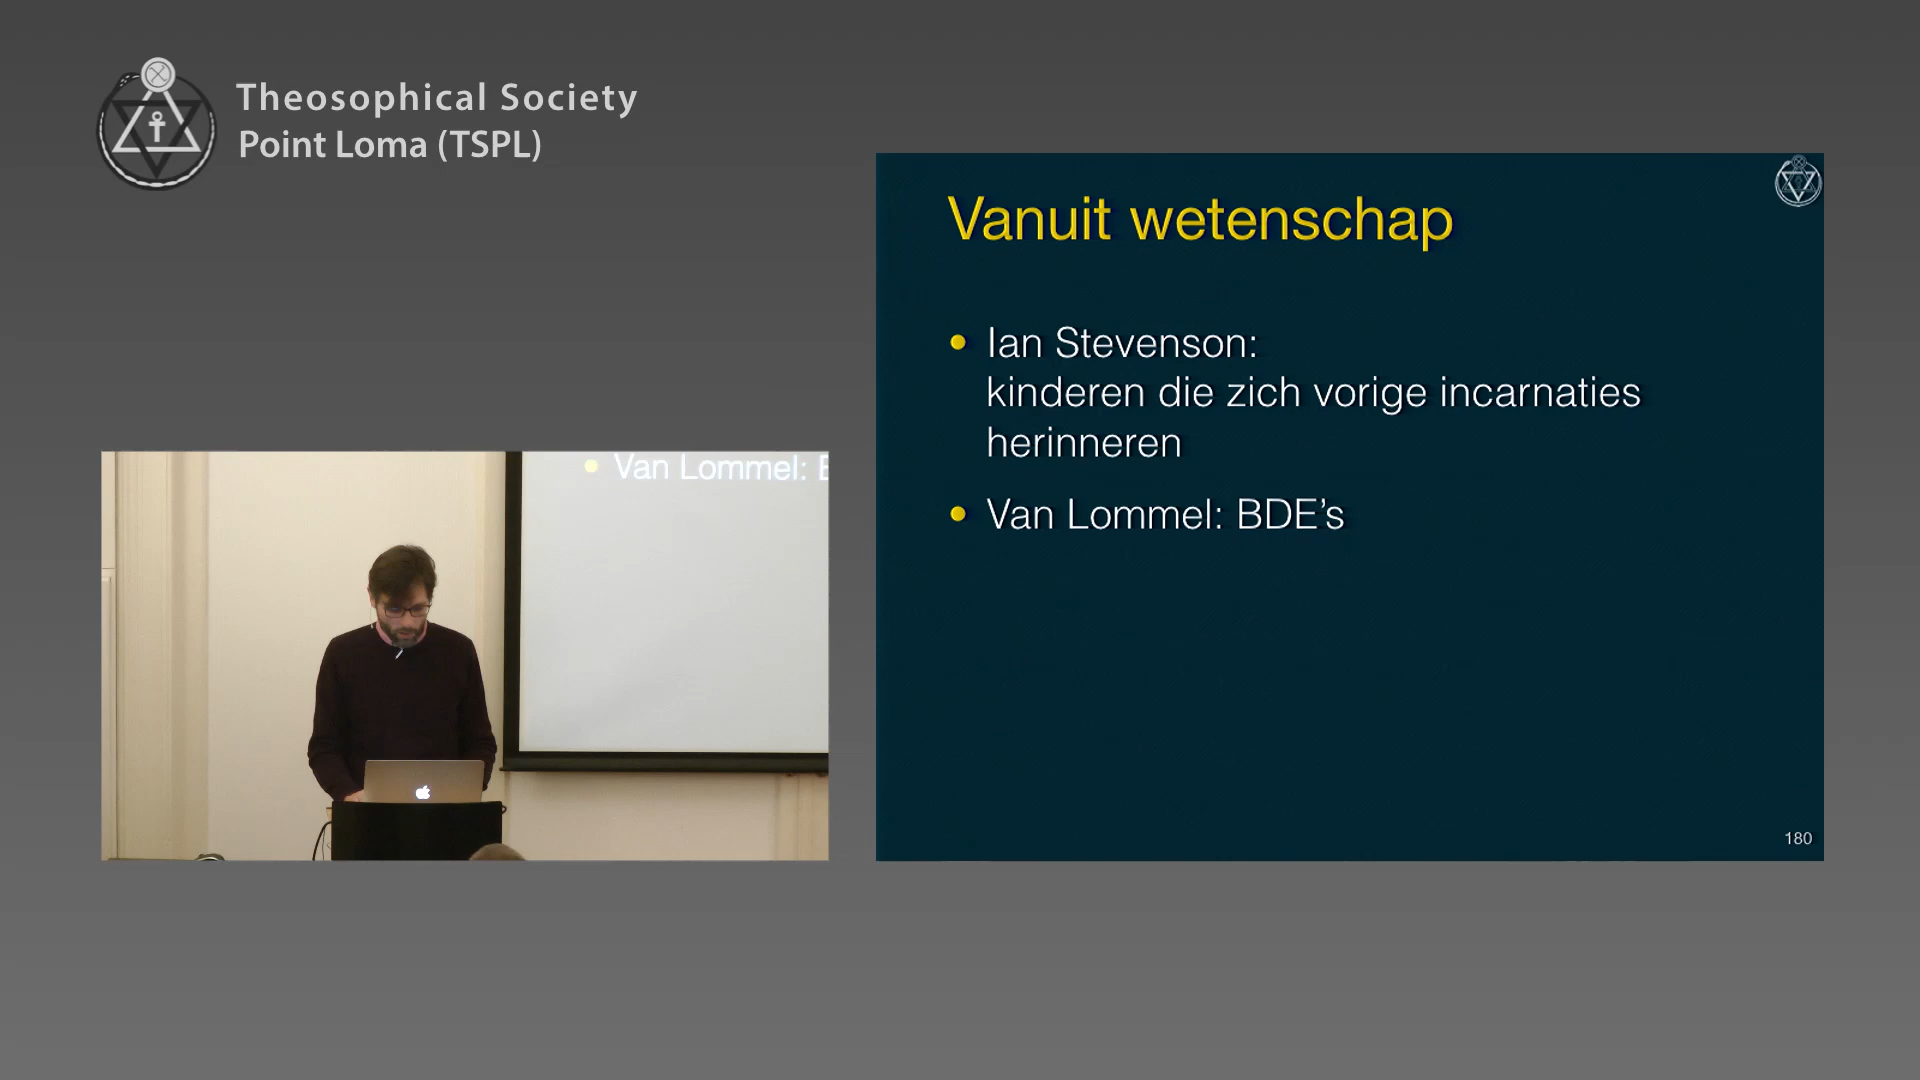 Theosophical Society
Point Loma (TSPL)
Vanuit wetenschap
• Ian Stevenson:
kinderen die zich vorige incarnaties
herinneren
• Van Lommel: BDE’s
180
• Van Lommel: B